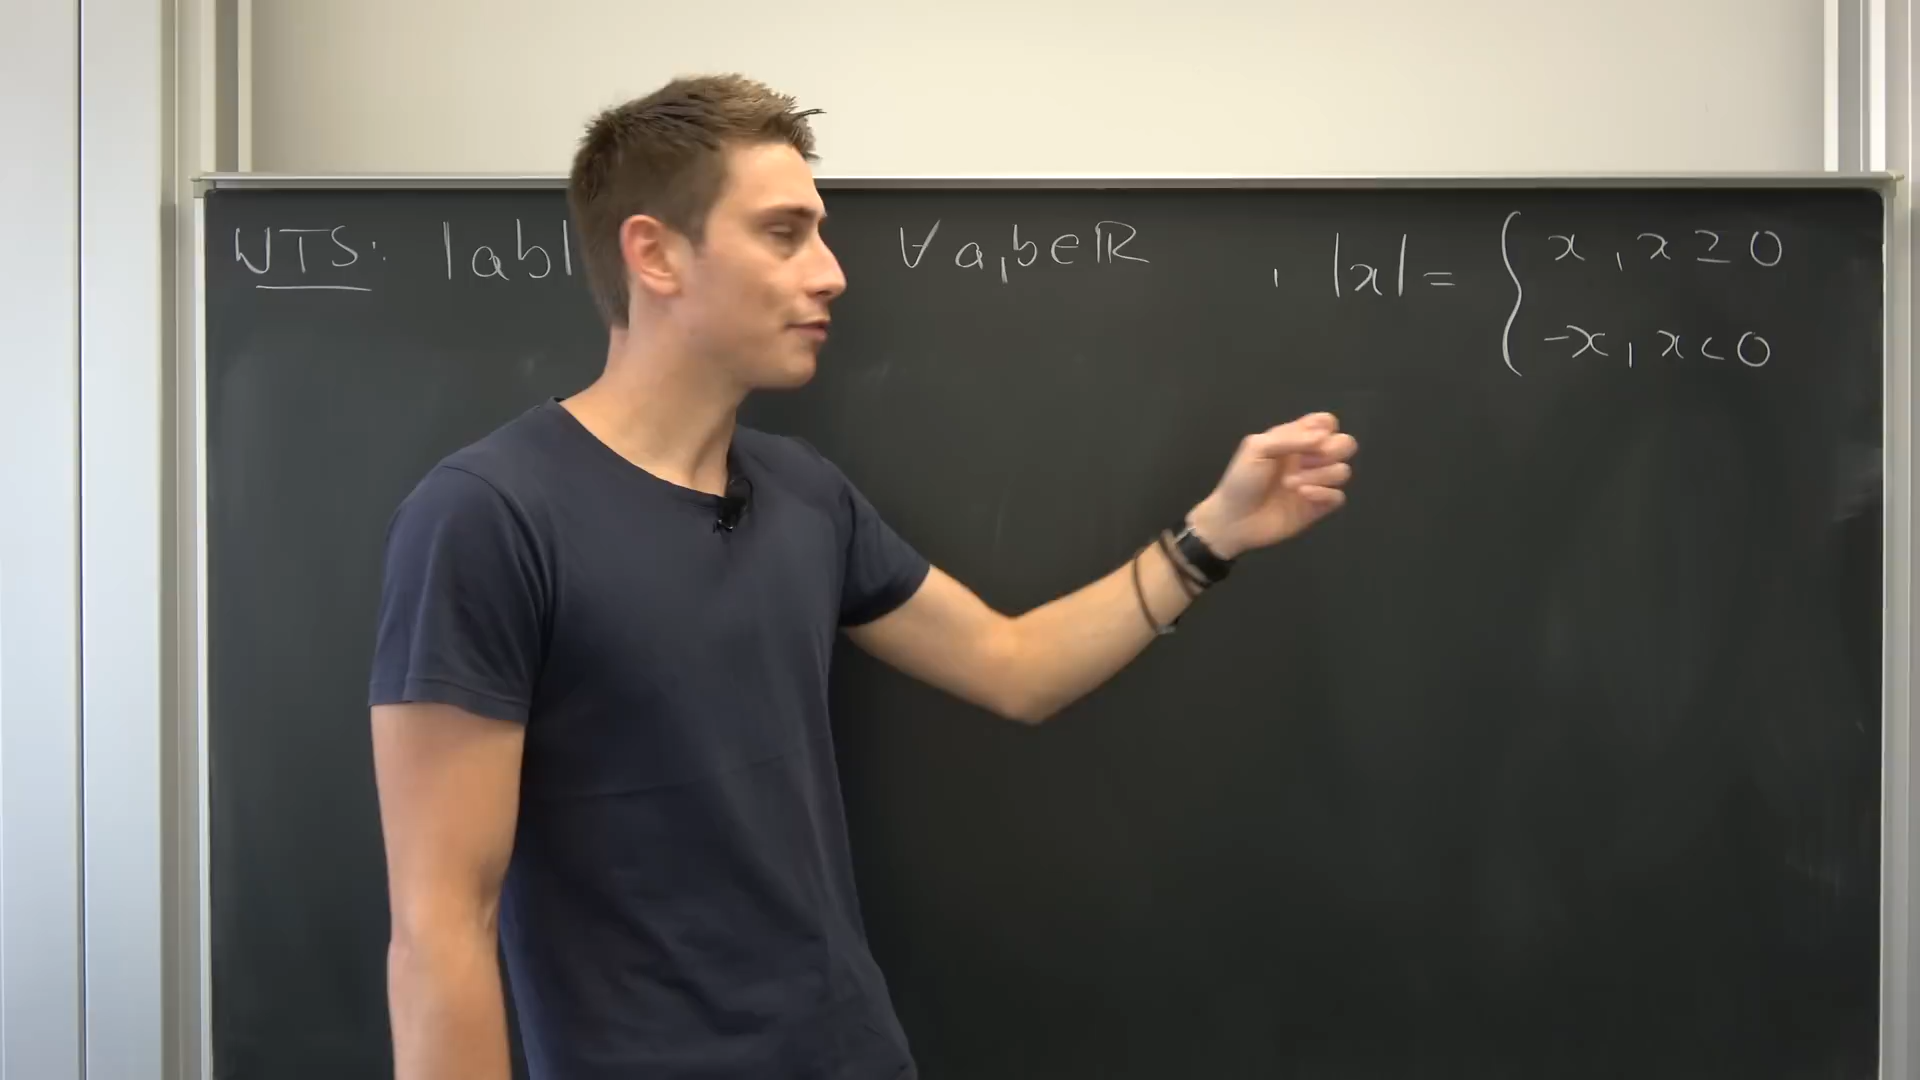 WTS: |ab| ∀ a,b ∈ ℝ , |x| = { x , x ≥ 0
-x , x < 0